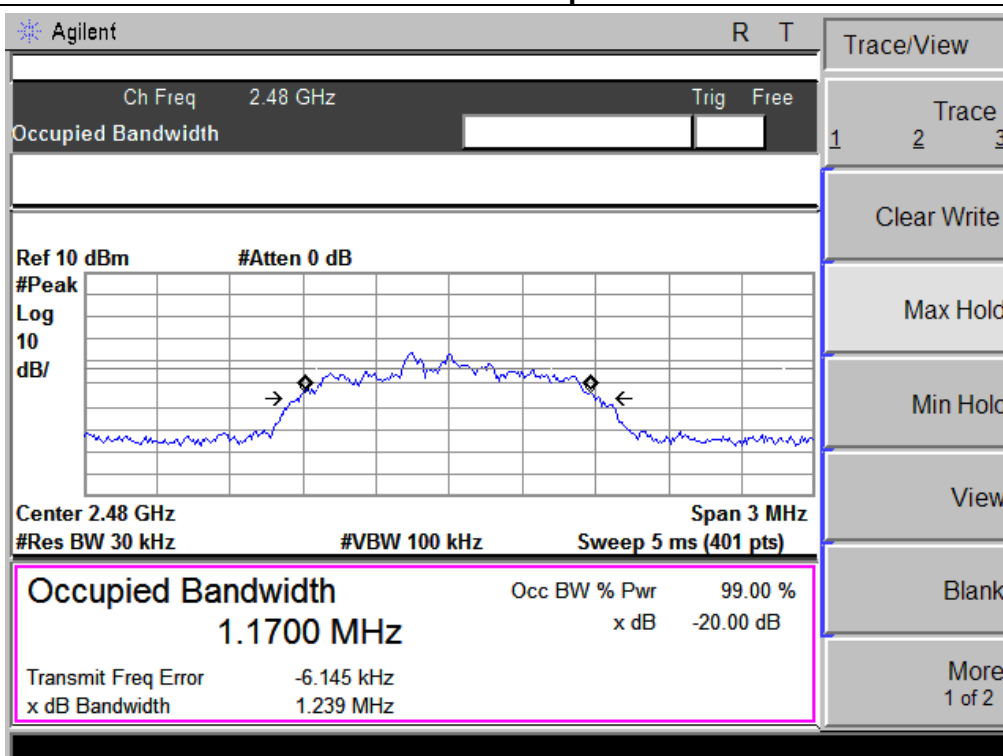 Agilent R T
Trace/View
Ch Freq 2.48 GHz Trig Free
Occupied Bandwidth
Trace
1 2 3
Clear Write
Ref 10 dBm #Atten 0 dB
#Peak
Log
10
dB/
Max Hold
Min Hold
View
Center 2.48 GHz Span 3 MHz
#Res BW 30 kHz #VBW 100 kHz Sweep 5 ms (401 pts)
Occupied Bandwidth
1.1700 MHz
Occ BW % Pwr 99.00 %
x dB -20.00 dB
Transmit Freq Error -6.145 kHz
x dB Bandwidth 1.239 MHz
Blank
More
1 of 2